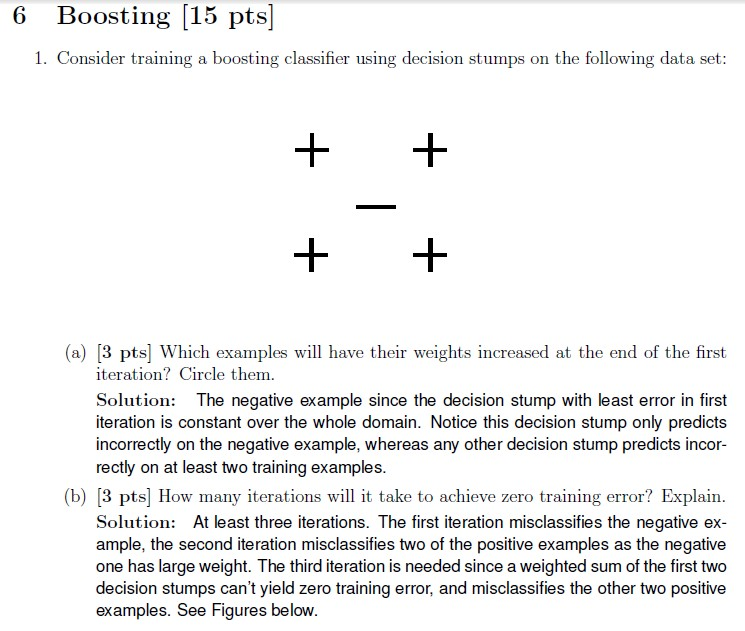 6 Boosting [15 pts]
1. Consider training a boosting classifier using decision stumps on the following data set:
+ +
−
+ +
(a) [3 pts] Which examples will have their weights increased at the end of the first
iteration? Circle them.
Solution: The negative example since the decision stump with least error in first
iteration is constant over the whole domain. Notice this decision stump only predicts
incorrectly on the negative example, whereas any other decision stump predicts incor-
rectly on at least two training examples.
(b) [3 pts] How many iterations will it take to achieve zero training error? Explain.
Solution: At least three iterations. The first iteration misclassifies the negative ex-
ample, the second iteration misclassifies two of the positive examples as the negative
one has large weight. The third iteration is needed since a weighted sum of the first two
decision stumps can't yield zero training error, and misclassifies the other two positive
examples. See Figures below.